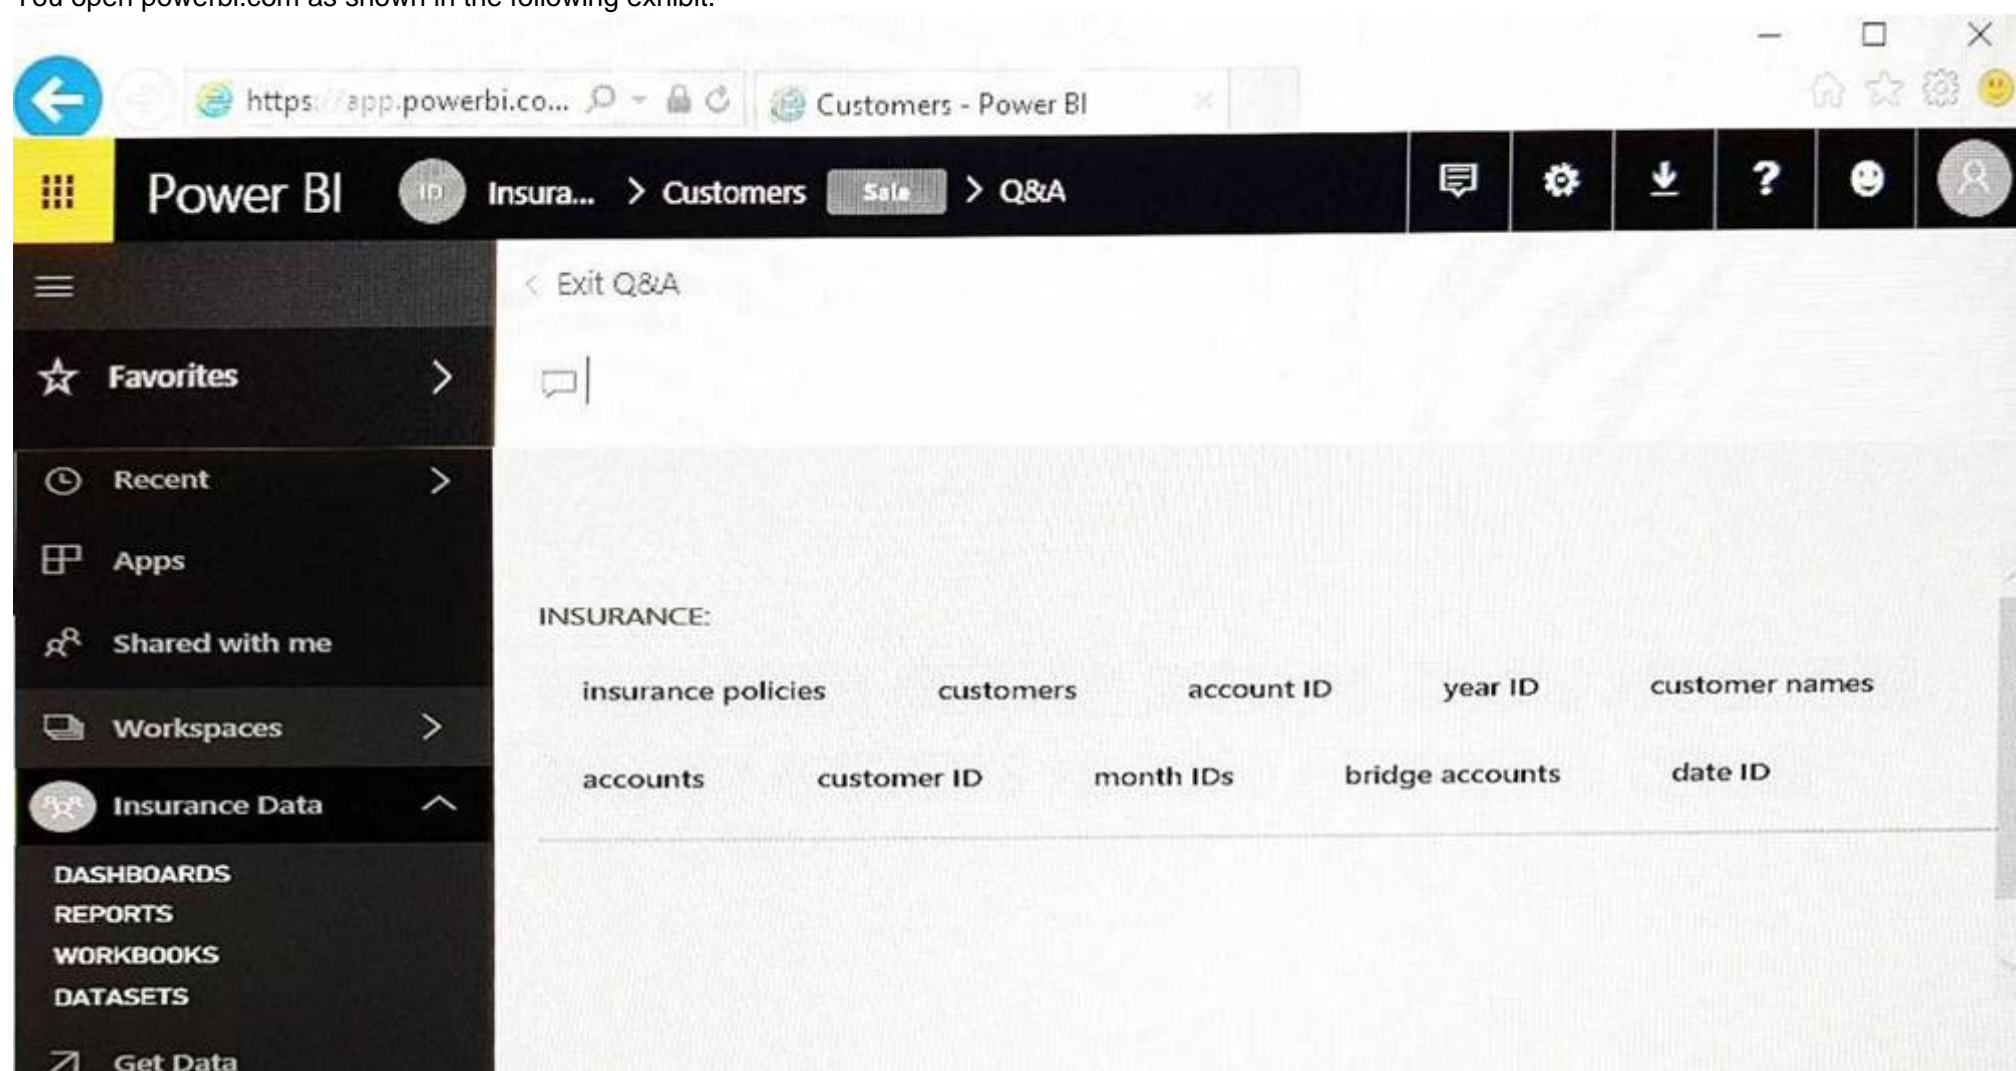 You open powerbi.com as shown in the following exhibit.
https://app.powerbi.co... Customers - Power BI
Power BI ID Insura... > Customers Sale > Q&A
Exit Q&A
Favorites
Recent
Apps
Shared with me
INSURANCE:
insurance policies customers account ID year ID customer names
Workspaces
accounts customer ID month IDs bridge accounts date ID
Insurance Data
DASHBOARDS
REPORTS
WORKBOOKS
DATASETS
Get Data